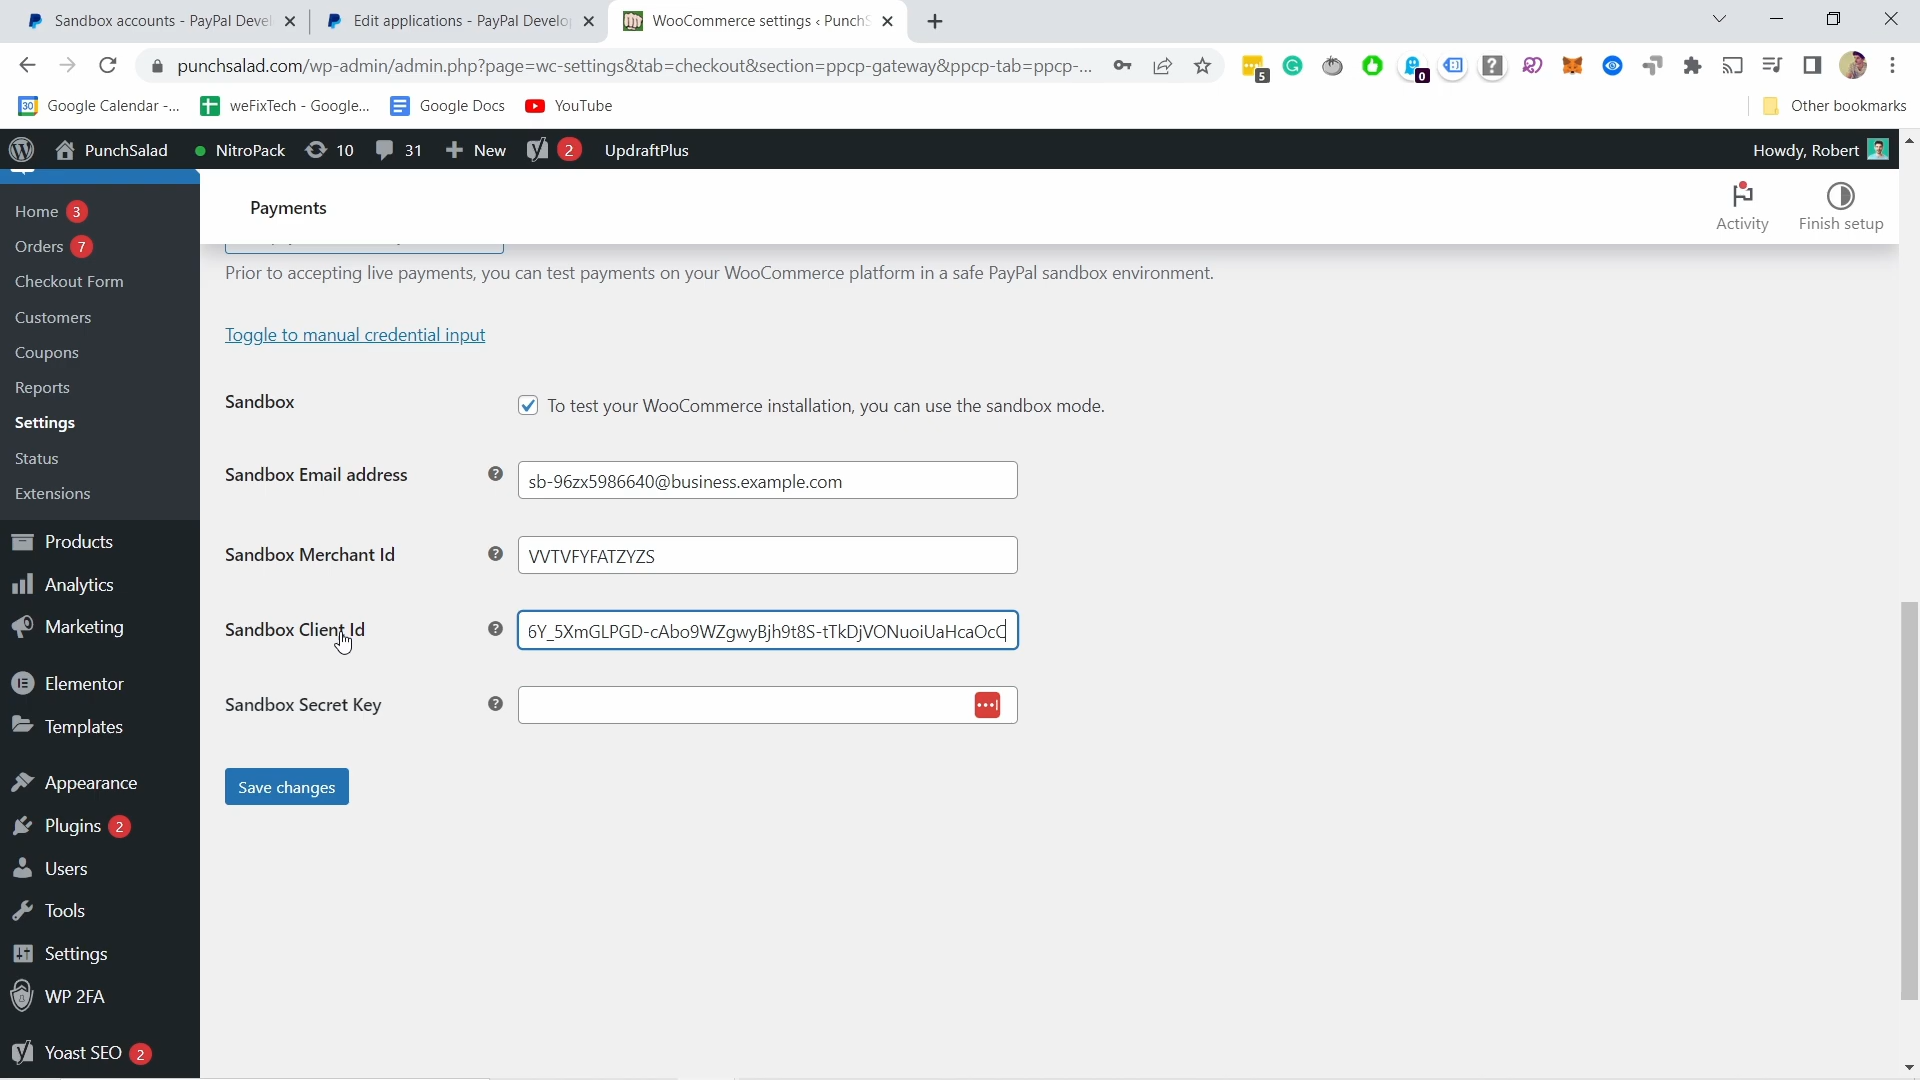 Sandbox accounts - PayPal Devel
Edit applications - PayPal Develop
WooCommerce settings ‹ PunchS
punchsalad.com/wp-admin/admin.php?page=wc-settings&tab=checkout&section=ppcp-gateway&ppcp-tab=ppcp-...
5
0
30
Google Calendar -...
weFixTech - Google...
Google Docs
YouTube
Other bookmarks
PunchSalad
NitroPack
10
31
New
2
UpdraftPlus
Howdy, Robert
Payments
Activity
Finish setup
Home 3
Orders 7
Checkout Form
Customers
Coupons
Reports
Settings
Status
Extensions
Products
Analytics
Marketing
Elementor
Templates
Appearance
Plugins 2
Users
Tools
Settings
WP 2FA
Yoast SEO 2
Prior to accepting live payments, you can test payments on your WooCommerce platform in a safe PayPal sandbox environment.
Toggle to manual credential input
Sandbox
To test your WooCommerce installation, you can use the sandbox mode.
Sandbox Email address
sb-96zx5986640@business.example.com
Sandbox Merchant Id
VVTVFYFATZYZS
Sandbox Client Id
6Y_5XmGLPGD-cAbo9WZgwyBjh9t8S-tTkDjVONuoiUaHcaOcC
Sandbox Secret Key
Save changes